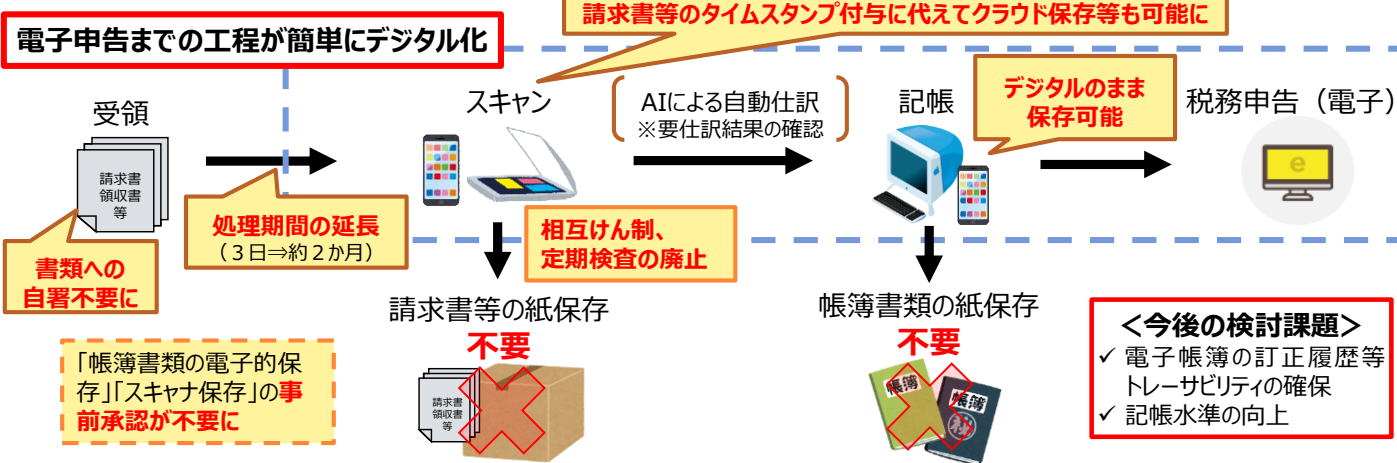 請求書等のタイムスタンプ付与に代えてクラウド保存等も可能に
電子申告までの工程が簡単にデジタル化
受領
請求書
領収書
等
書類への
自署不要に
処理期間の延長
（３日⇒約２か月）
スキャン
AIによる自動仕訳
※要仕訳結果の確認
記帳
デジタルのまま
保存可能
税務申告（電子）
e
相互けん制、
定期検査の廃止
請求書等の紙保存
不要
請求書
領収書
等
帳簿書類の紙保存
不要
帳簿
帳簿
「帳簿書類の電子的保
存」「スキャナ保存」の事
前承認が不要に
＜今後の検討課題＞
✓ 電子帳簿の訂正履歴等
トレーサビリティの確保
✓ 記帳水準の向上